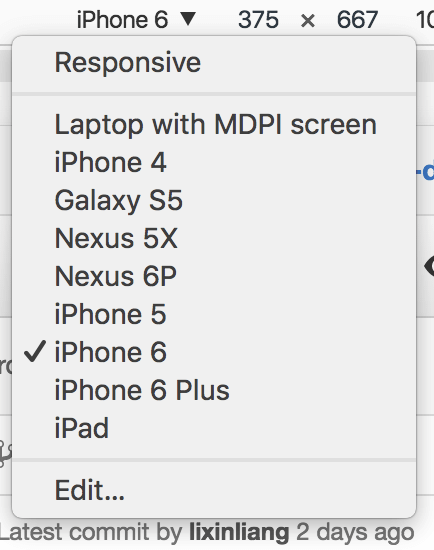 iPhone 6 ▼ 375 × 667 10
Responsive
Laptop with MDPI screen
iPhone 4
Galaxy S5
Nexus 5X
Nexus 6P
iPhone 5
✓ iPhone 6
iPhone 6 Plus
iPad
Edit...
Latest commit by lixinliang 2 days ago